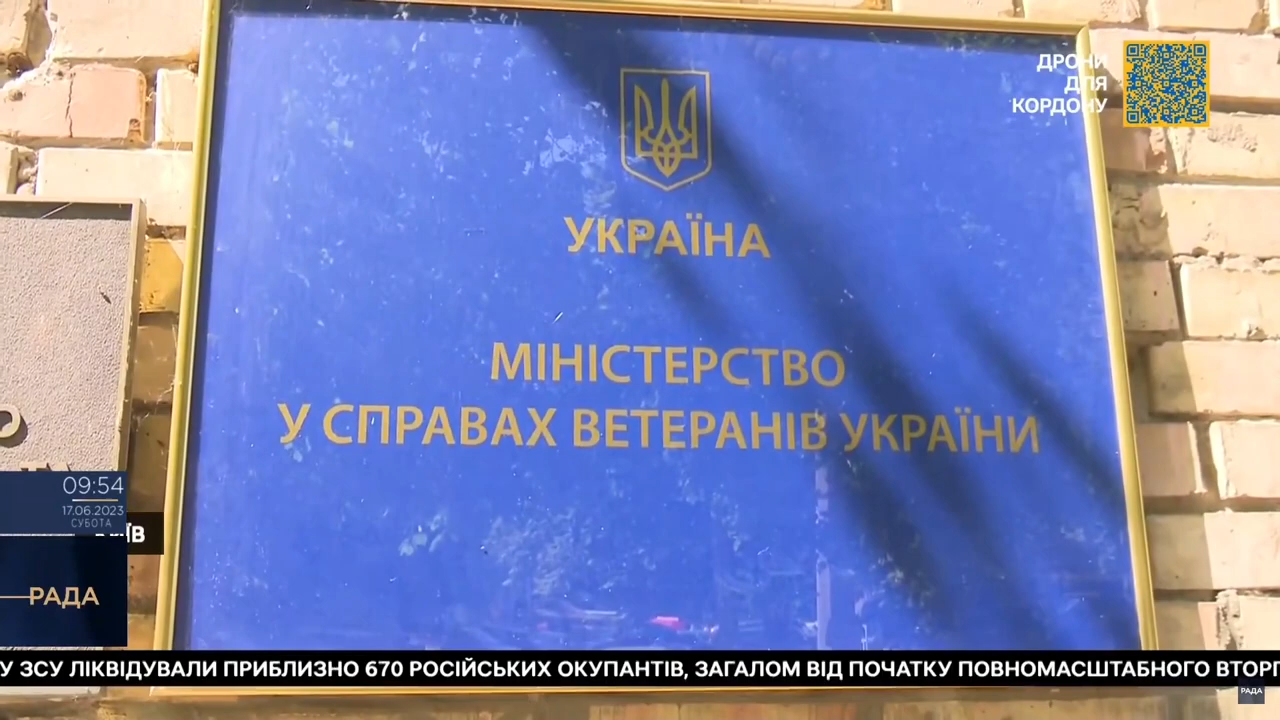 ДРОНИ
ДЛЯ
КОРДОНУ
УКРАЇНА
МІНІСТЕРСТВО
У СПРАВАХ ВЕТЕРАНІВ УКРАЇНИ
09:54
17.06.2023
СУБОТА
РАДА
У ЗСУ ЛІКВІДУВАЛИ ПРИБЛИЗНО 670 РОСІЙСЬКИХ ОКУПАНТІВ, ЗАГАЛОМ ВІД ПОЧАТКУ ПОВНОМАСШТАБНОГО ВТОРГ
РАДА